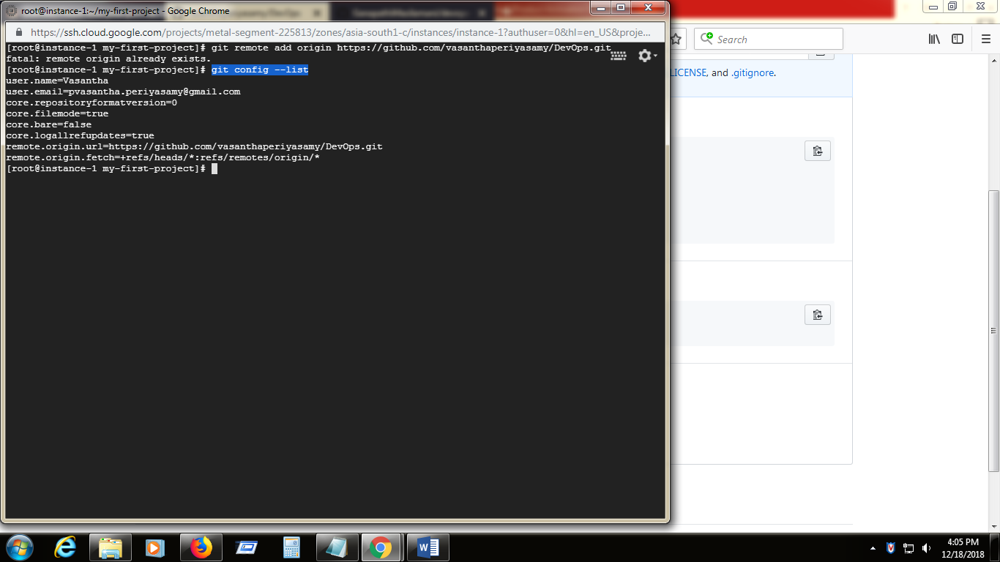 root@instance-1:~/my-first-project - Google Chrome
https://ssh.cloud.google.com/projects/metal-segment-225813/zones/asia-south1-c/instances/instance-1?authuser=0&hl=en_US&proje...
[root@instance-1 my-first-project]# git remote add origin https://github.com/vasanthaperiyasamy/DevOps.git
fatal: remote origin already exists.
[root@instance-1 my-first-project]# git config --list
user.name=Vasantha
user.email=pvasantha.periyasamy@gmail.com
core.repositoryformatversion=0
core.filemode=true
core.bare=false
core.logallrefupdates=true
remote.origin.url=https://github.com/vasanthaperiyasamy/DevOps.git
remote.origin.fetch=+refs/heads/*:refs/remotes/origin/*
[root@instance-1 my-first-project]#
Search
LICENSE, and .gitignore.
4:05 PM
12/18/2018